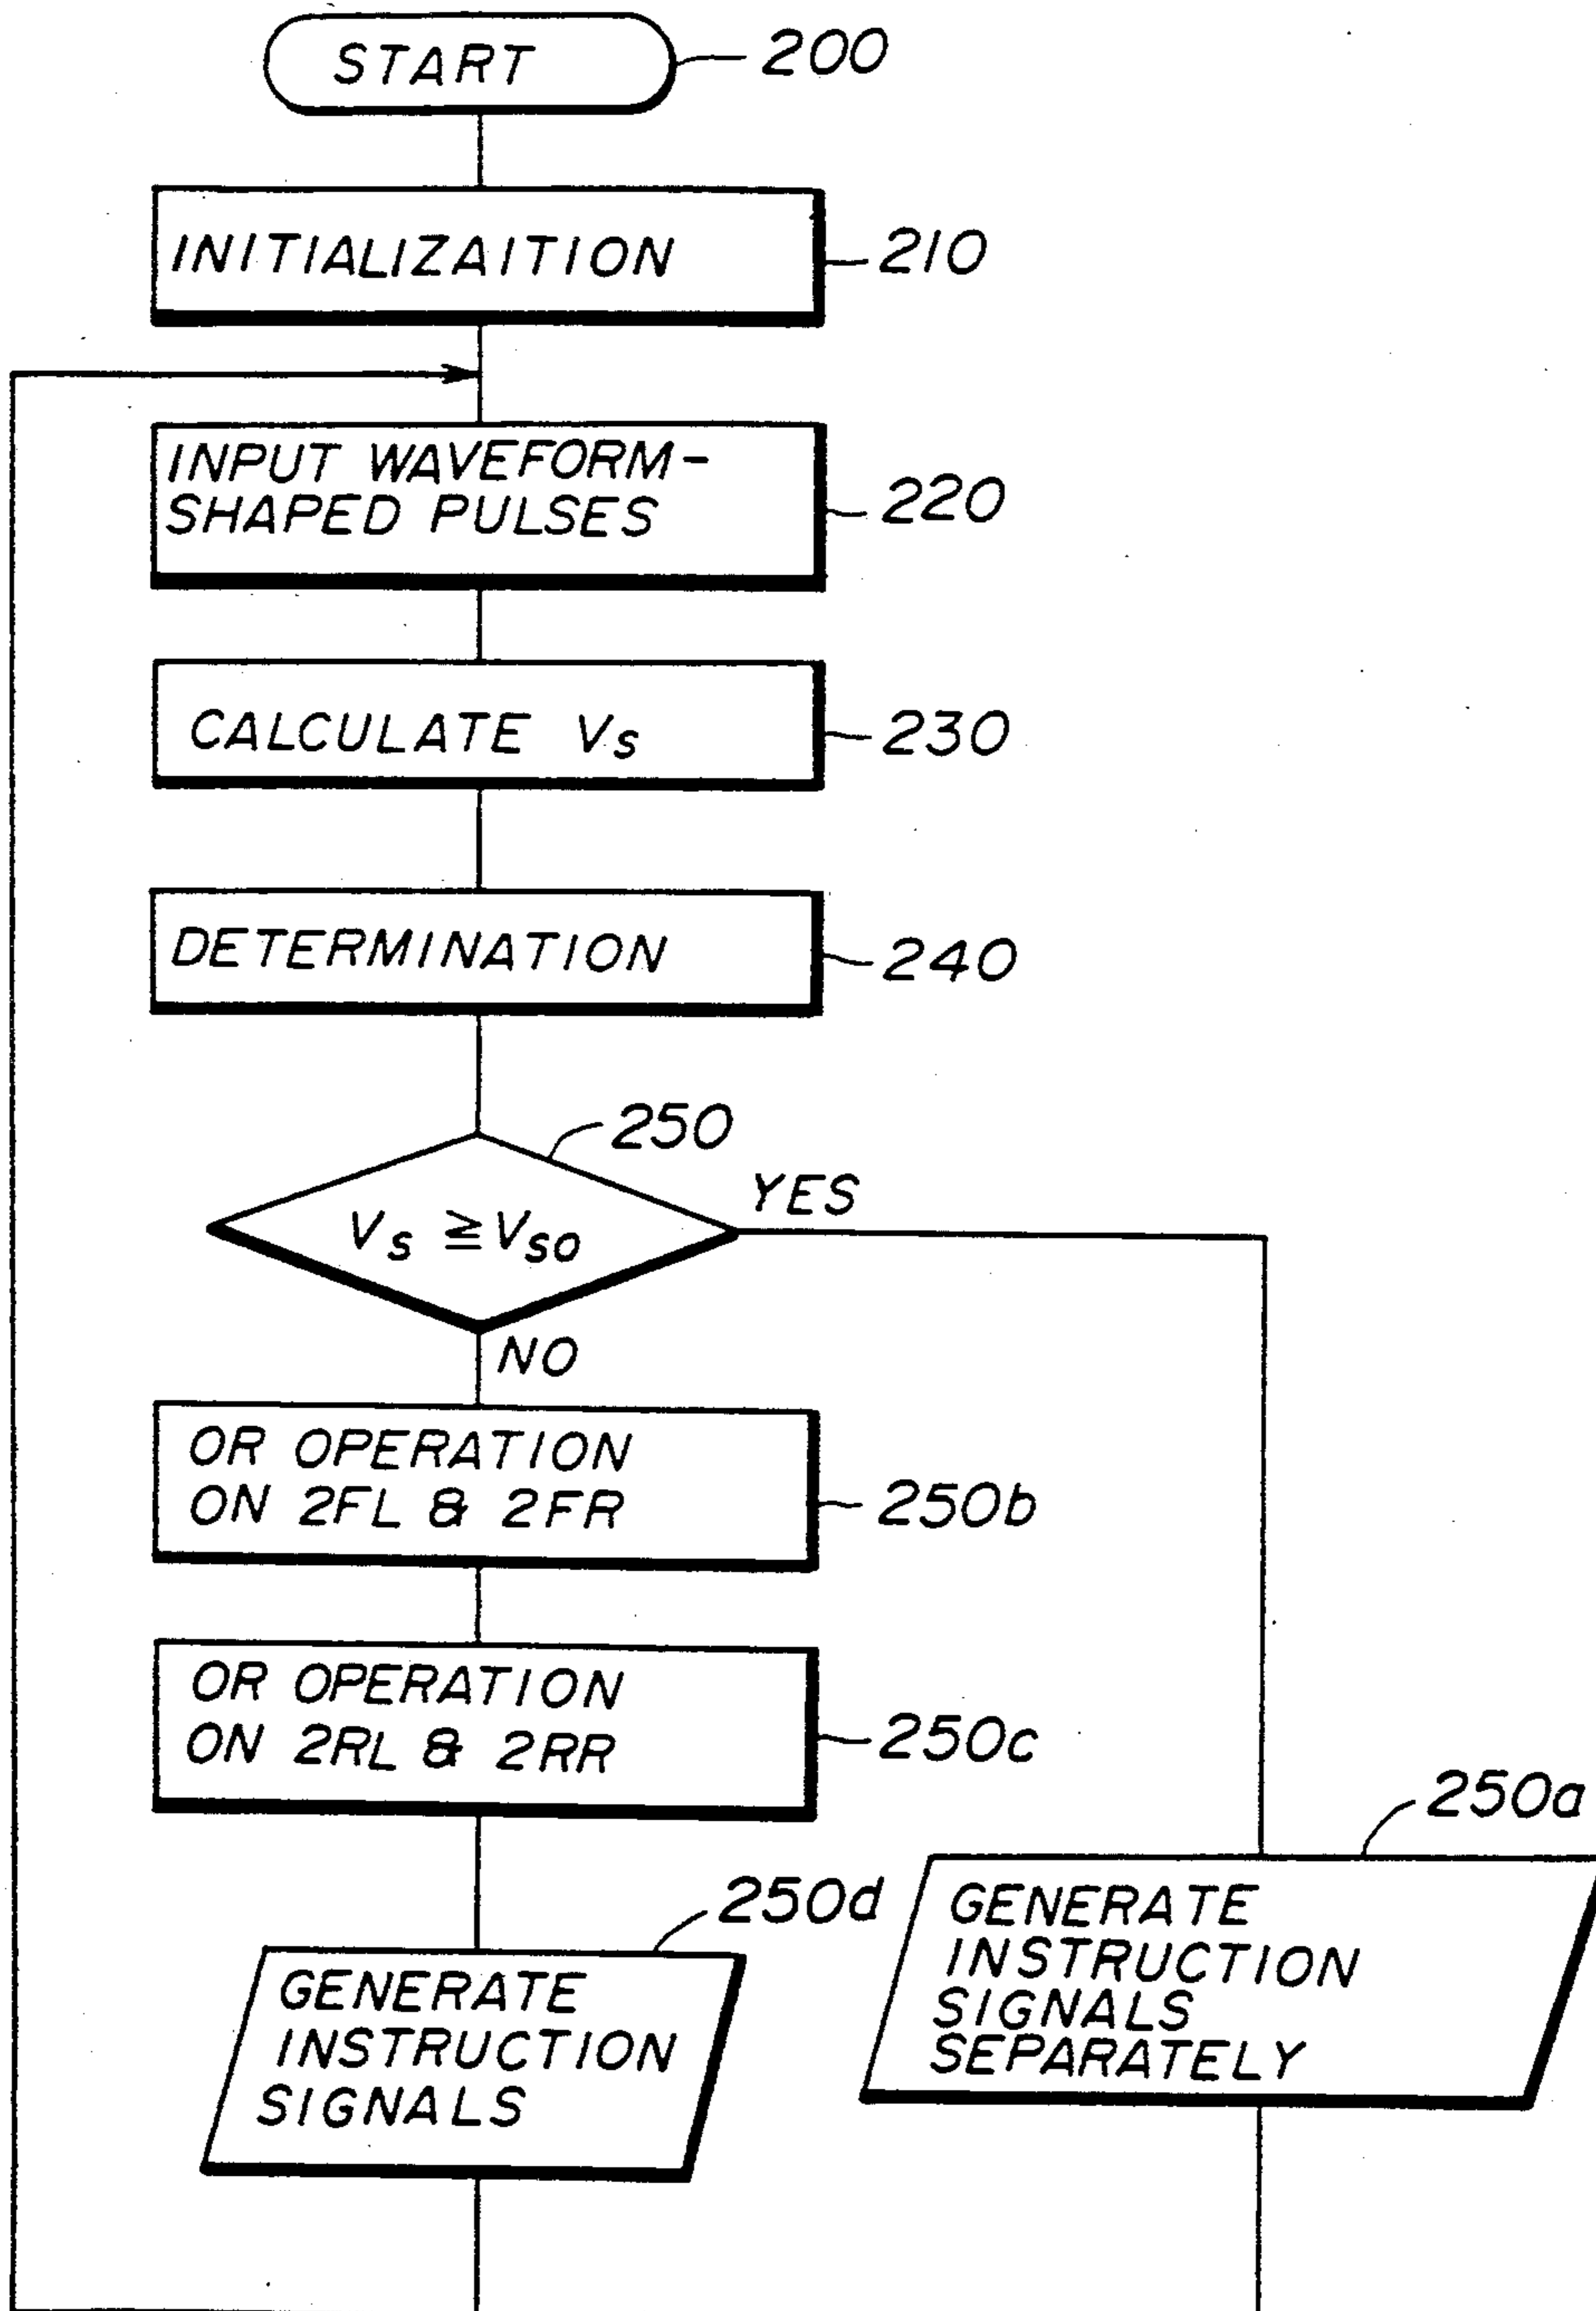 START
200
INITIALIZAITION
210
INPUT WAVEFORM-
SHAPED PULSES
220
CALCULATE Vs
230
DETERMINATION
240
250
Vs ≧ Vso
YES
NO
OR OPERATION
ON 2FL & 2FR
250b
OR OPERATION
ON 2RL & 2RR
250c
250a
GENERATE
INSTRUCTION
SIGNALS
SEPARATELY
250d
GENERATE
INSTRUCTION
SIGNALS